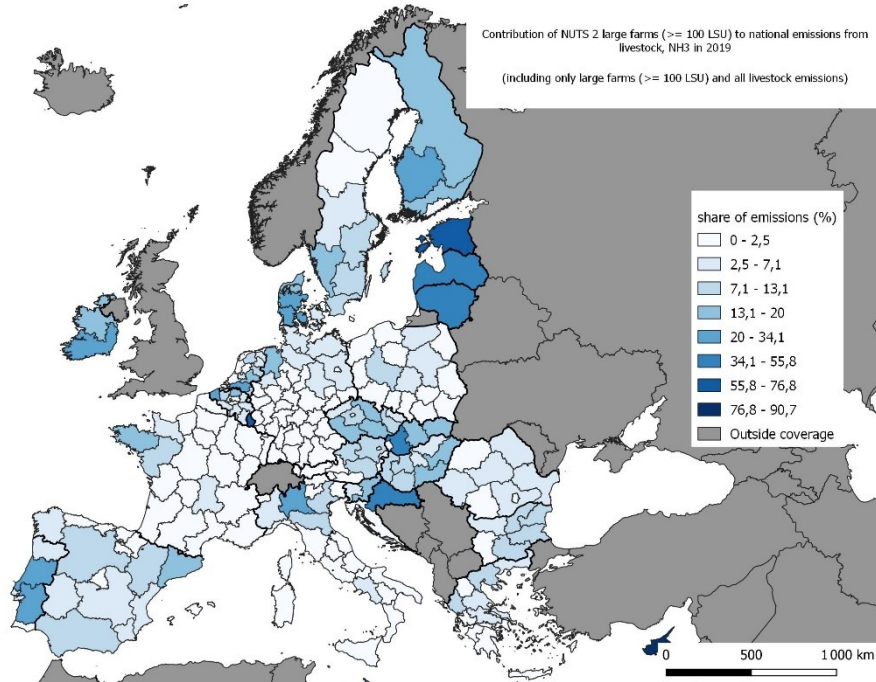 Contribution of NUTS 2 large farms (>= 100 LSU) to national emissions from
livestock, NH3 in 2019
(including only large farms (>= 100 LSU) and all livestock emissions)
share of emissions (%)
0 - 2,5
2,5 - 7,1
7,1 - 13,1
13,1 - 20
20 - 34,1
34,1 - 55,8
55,8 - 76,8
76,8 - 90,7
Outside coverage
0 500 1 000 km